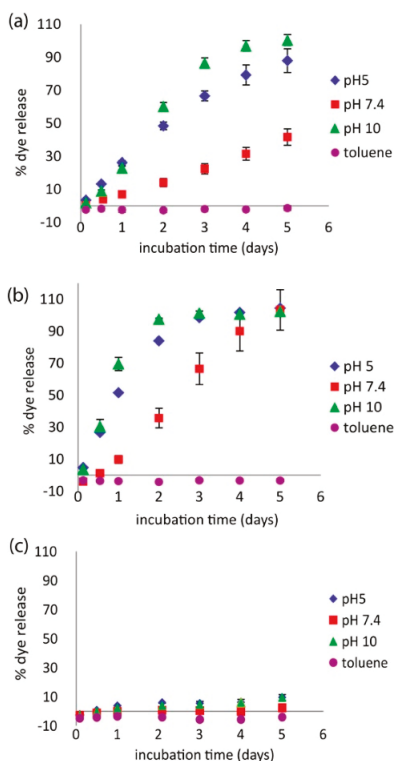 (a)
110
90
70
50
30
10
-10
% dye release
0 1 2 3 4 5 6
incubation time (days)
pH5
pH 7.4
pH 10
toluene
(b)
110
90
70
50
30
10
-10
% dye release
0 1 2 3 4 5 6
incubation time (days)
pH 5
pH 7.4
pH 10
toluene
(c)
110
90
70
50
30
10
-10
% dye release
0 1 2 3 4 5 6
incubation time (days)
pH5
pH 7.4
pH 10
toluene